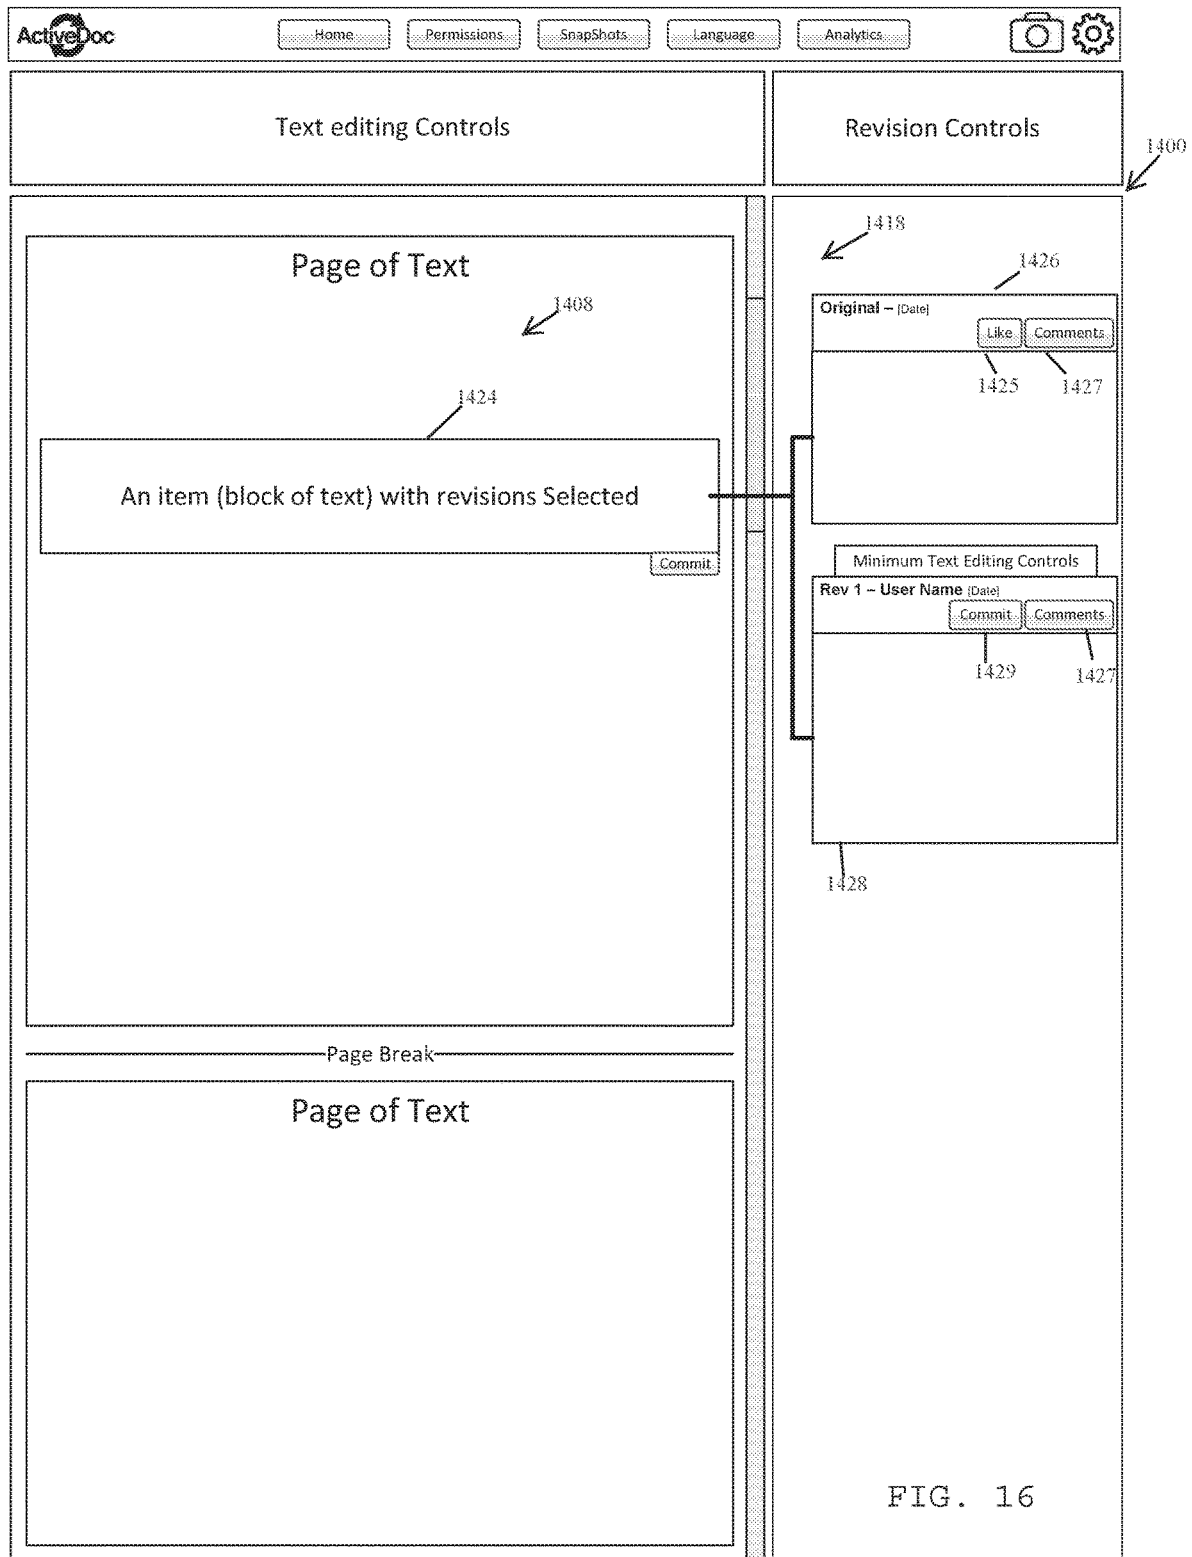 ActiveDoc
Home Permissions SnapShots Language Analytics
Text editing Controls
Revision Controls
1400
1418
Page of Text
1426
1408
Original – [Date]
Like Comments
1425 1427
1424
An item (block of text) with revisions Selected
Commit
Minimum Text Editing Controls
Rev 1 – User Name [Date]
Commit Comments
1429 1427
1428
Page Break
Page of Text
FIG. 16